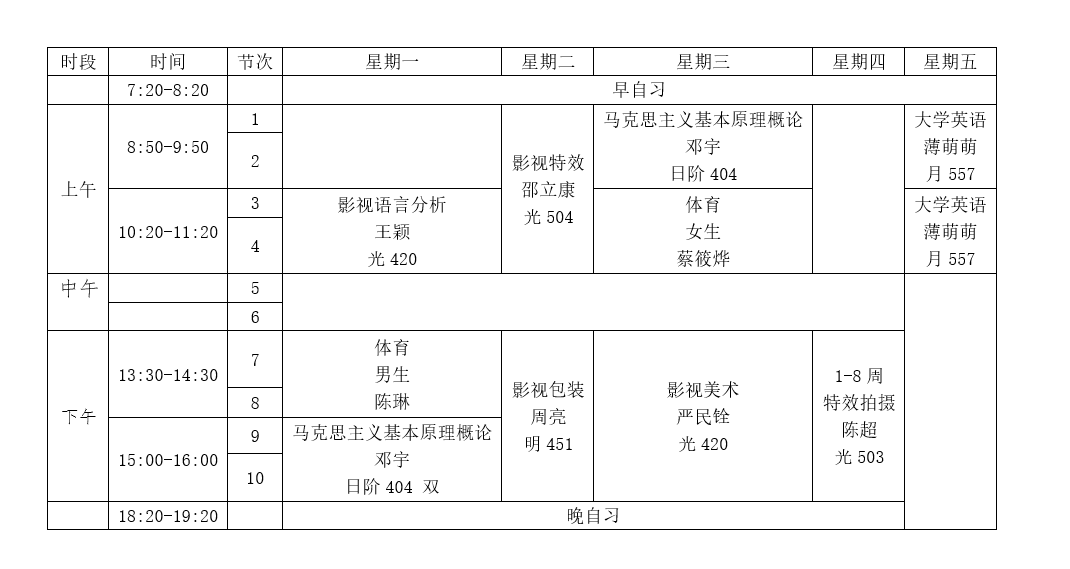 时段 时间 节次 星期一 星期二 星期三 星期四 星期五
7:20-8:20 早自习
上午
8:50-9:50
1
2
10:20-11:20
3
4
影视语言分析
王颖
光 420
影视特效
邵立康
光 504
马克思主义基本原理概论
邓宇
日阶 404
体育
女生
蔡筱烨
大学英语
薄萌萌
月 557
大学英语
薄萌萌
月 557
中午
5
6
下午
13:30-14:30
7
8
15:00-16:00
9
10
体育
男生
陈琳
马克思主义基本原理概论
邓宇
日阶 404 双
影视包装
周亮
明 451
影视美术
严民铨
光 420
1-8 周
特效拍摄
陈超
光 503
18:20-19:20 晚自习